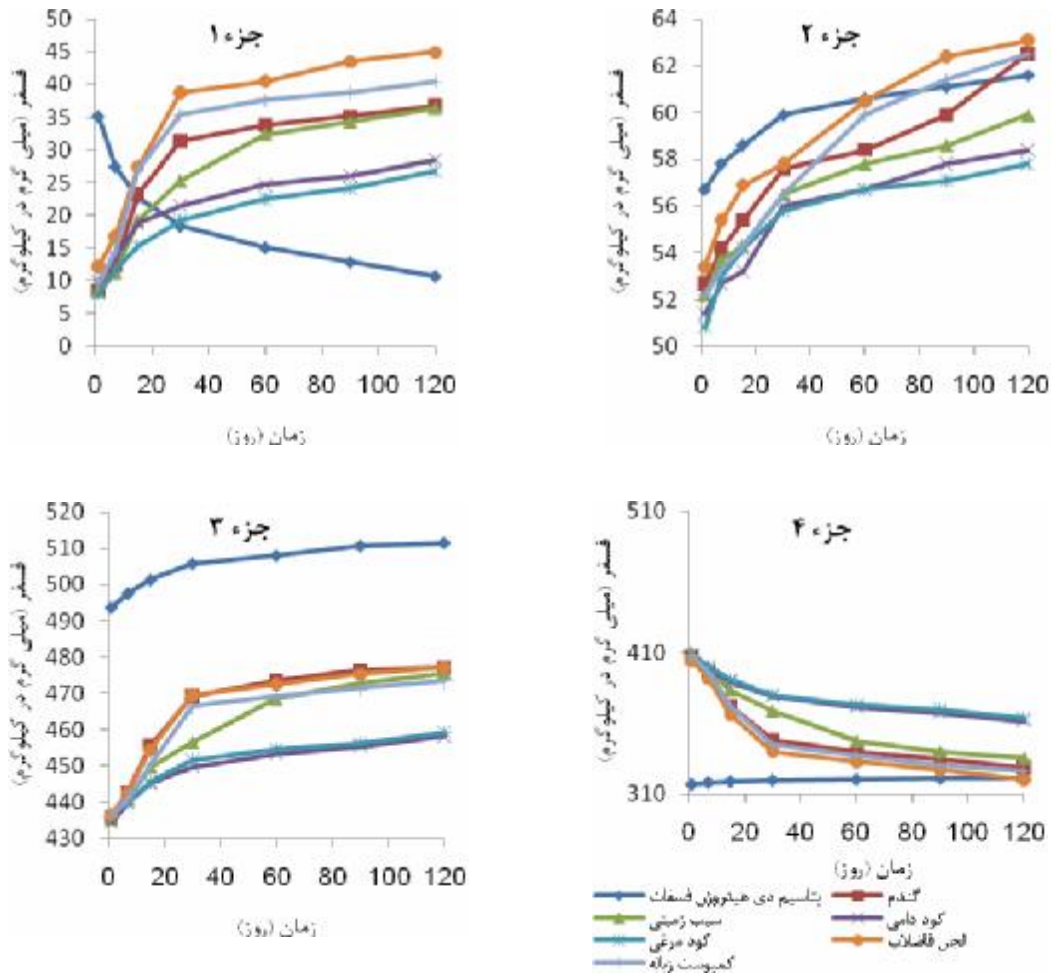 جزء ۱
فسفر (میلی گرم در کیلوگرم)
50
45
40
35
30
25
20
15
10
5
0
0 20 40 60 80 100 120
زمان (روز)
جزء ۲
فسفر (میلی گرم در کیلوگرم)
64
62
60
58
56
54
52
50
0 20 40 60 80 100 120
زمان (روز)
جزء ۳
فسفر (میلی گرم در کیلوگرم)
520
510
500
490
480
470
460
450
440
430
0 20 40 60 80 100 120
زمان (روز)
جزء ۴
فسفر (میلی گرم در کیلوگرم)
510
410
310
0 20 40 60 80 100 120
زمان (روز)
پتاسیم دی هیدروژن فسفات
گندم
سیب زمینی
کود دامی
کود مرغی
لجن فاضلاب
کمپوست زباله